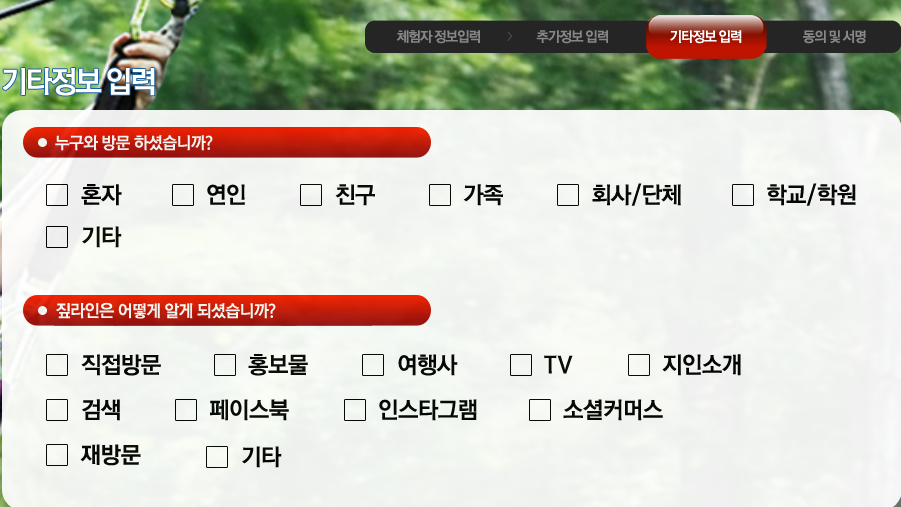 체험자 정보입력 > 추가정보 입력 기타정보 입력 동의 및 서명
기타정보 입력
누구와 방문 하셨습니까?
혼자 연인 친구 가족 회사/단체 학교/학원
기타
짚라인은 어떻게 알게 되셨습니까?
직접방문 홍보물 여행사 TV 지인소개
검색 페이스북 인스타그램 소셜커머스
재방문 기타